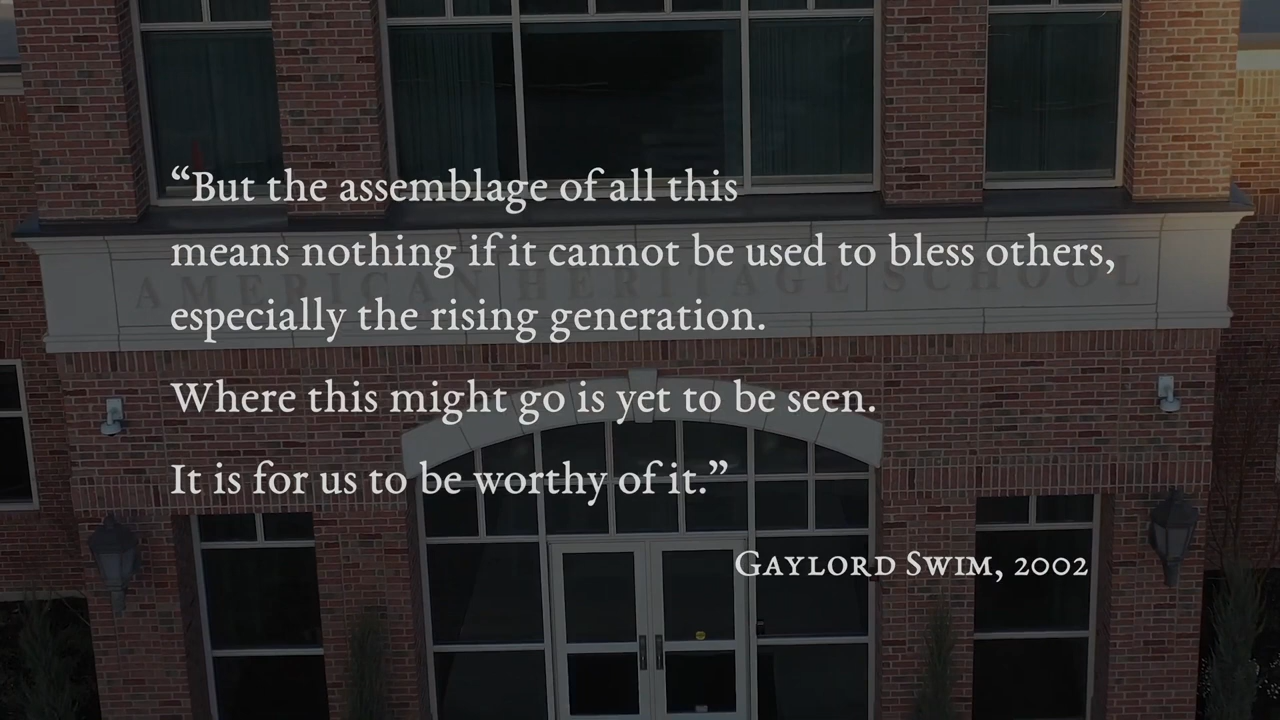 “But the assemblage of all this
means nothing if it cannot be used to bless others,
AMERICAN HERITAGE SCHOOL
especially the rising generation.
Where this might go is yet to be seen.
It is for us to be worthy of it.”
GAYLORD SWIM, 2002